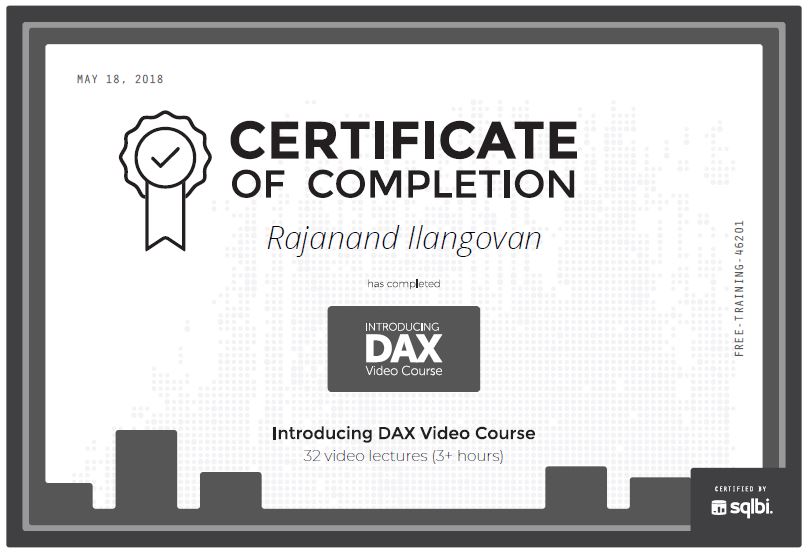 MAY 18, 2018
CERTIFICATE
OF COMPLETION
Rajanand Ilangovan
has completed
INTRODUCING
DAX
Video Course
Introducing DAX Video Course
32 video lectures (3+ hours)
FREE-TRAINING-46201
CERTIFIED BY
sqlbi.